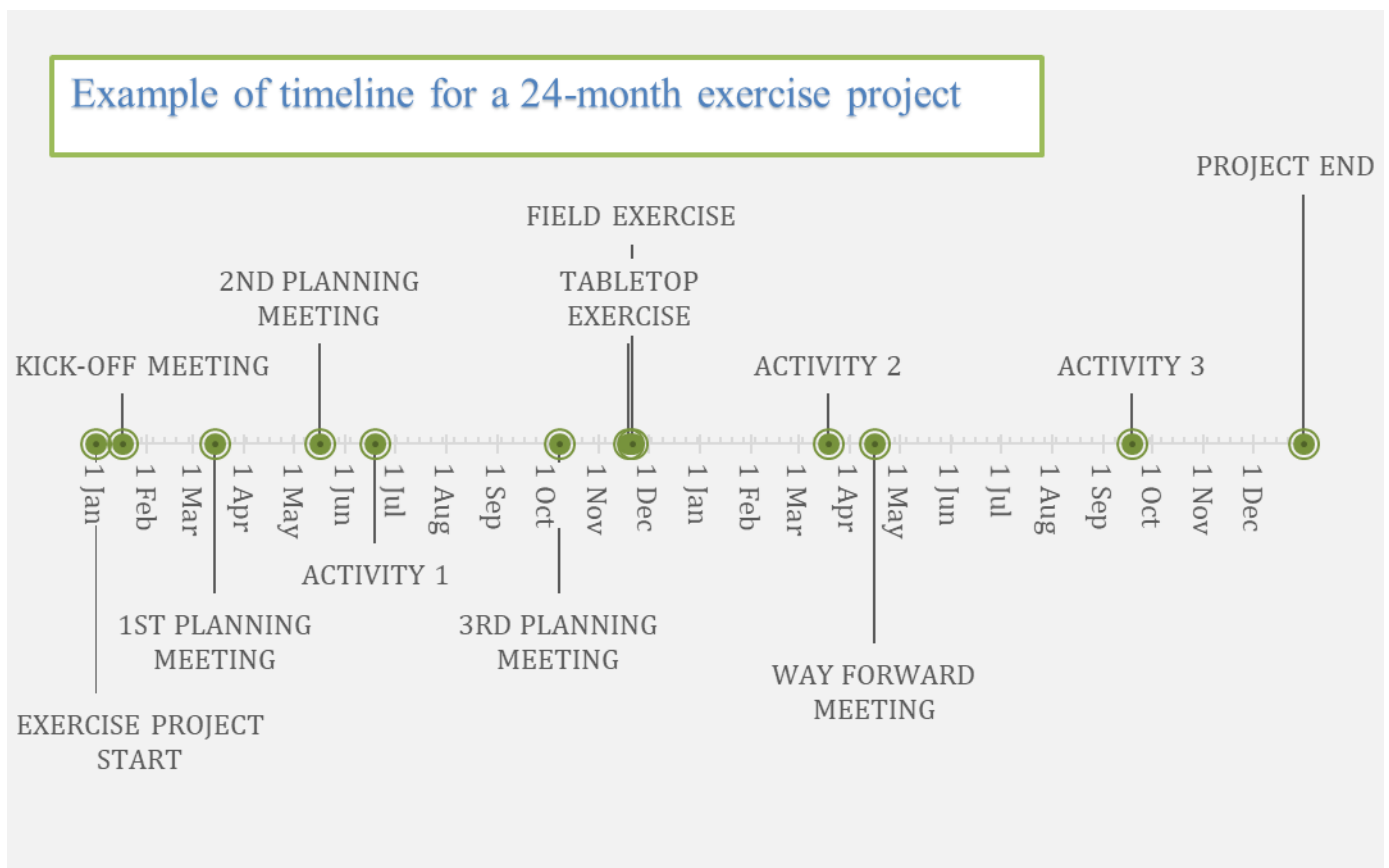 Example of timeline for a 24-month exercise project
PROJECT END
FIELD EXERCISE
2ND PLANNING
MEETING
TABLETOP
EXERCISE
KICK-OFF MEETING
ACTIVITY 2
ACTIVITY 3
1 Jan
1 Feb
1 Mar
1 Apr
1 May
1 Jun
1 Jul
1 Aug
1 Sep
1 Oct
1 Nov
1 Dec
1 Jan
1 Feb
1 Mar
1 Apr
1 May
1 Jun
1 Jul
1 Aug
1 Sep
1 Oct
1 Nov
1 Dec
ACTIVITY 1
1ST PLANNING
MEETING
3RD PLANNING
MEETING
WAY FORWARD
MEETING
EXERCISE PROJECT
START